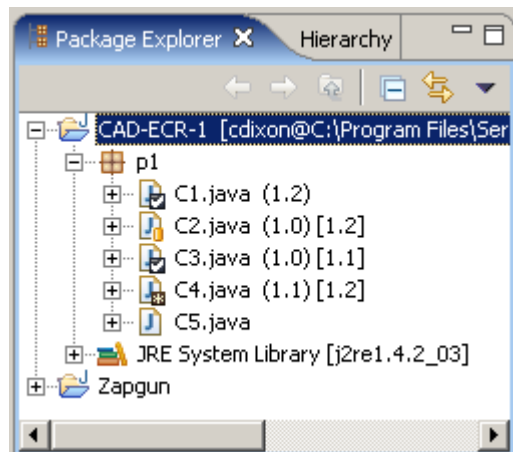 Package Explorer Hierarchy
CAD-ECR-1 [cdixon@C:\Program Files\Ser
p1
C1.java (1.2)
C2.java (1.0) [1.2]
C3.java (1.0) [1.1]
C4.java (1.1) [1.2]
C5.java
JRE System Library [j2re1.4.2_03]
Zapgun